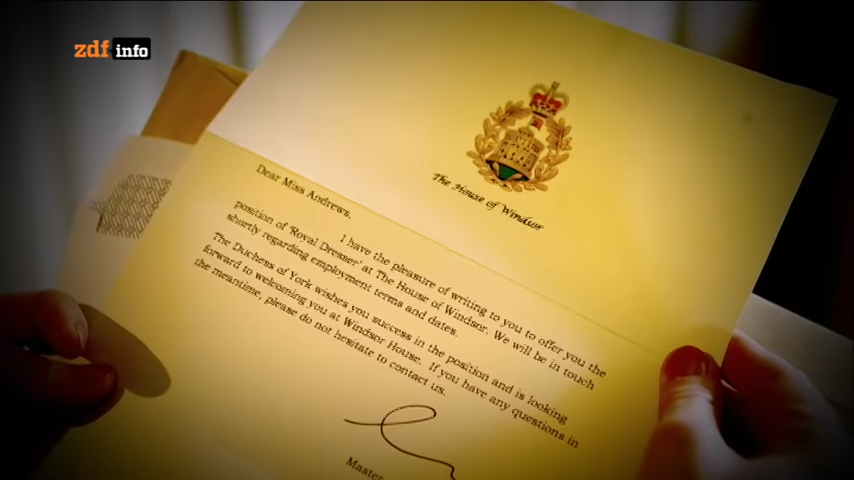 zdf info
The House of Windsor
Dear Miss Andrews,
I have the pleasure of writing to you to offer you the
position of 'Royal Dresser' at The House of Windsor. We will be in touch
shortly regarding employment terms and dates.
The Duchess of York wishes you success in the position and is looking
forward to welcoming you at Windsor House. If you have any questions in
the meantime, please do not hesitate to contact us.
Master